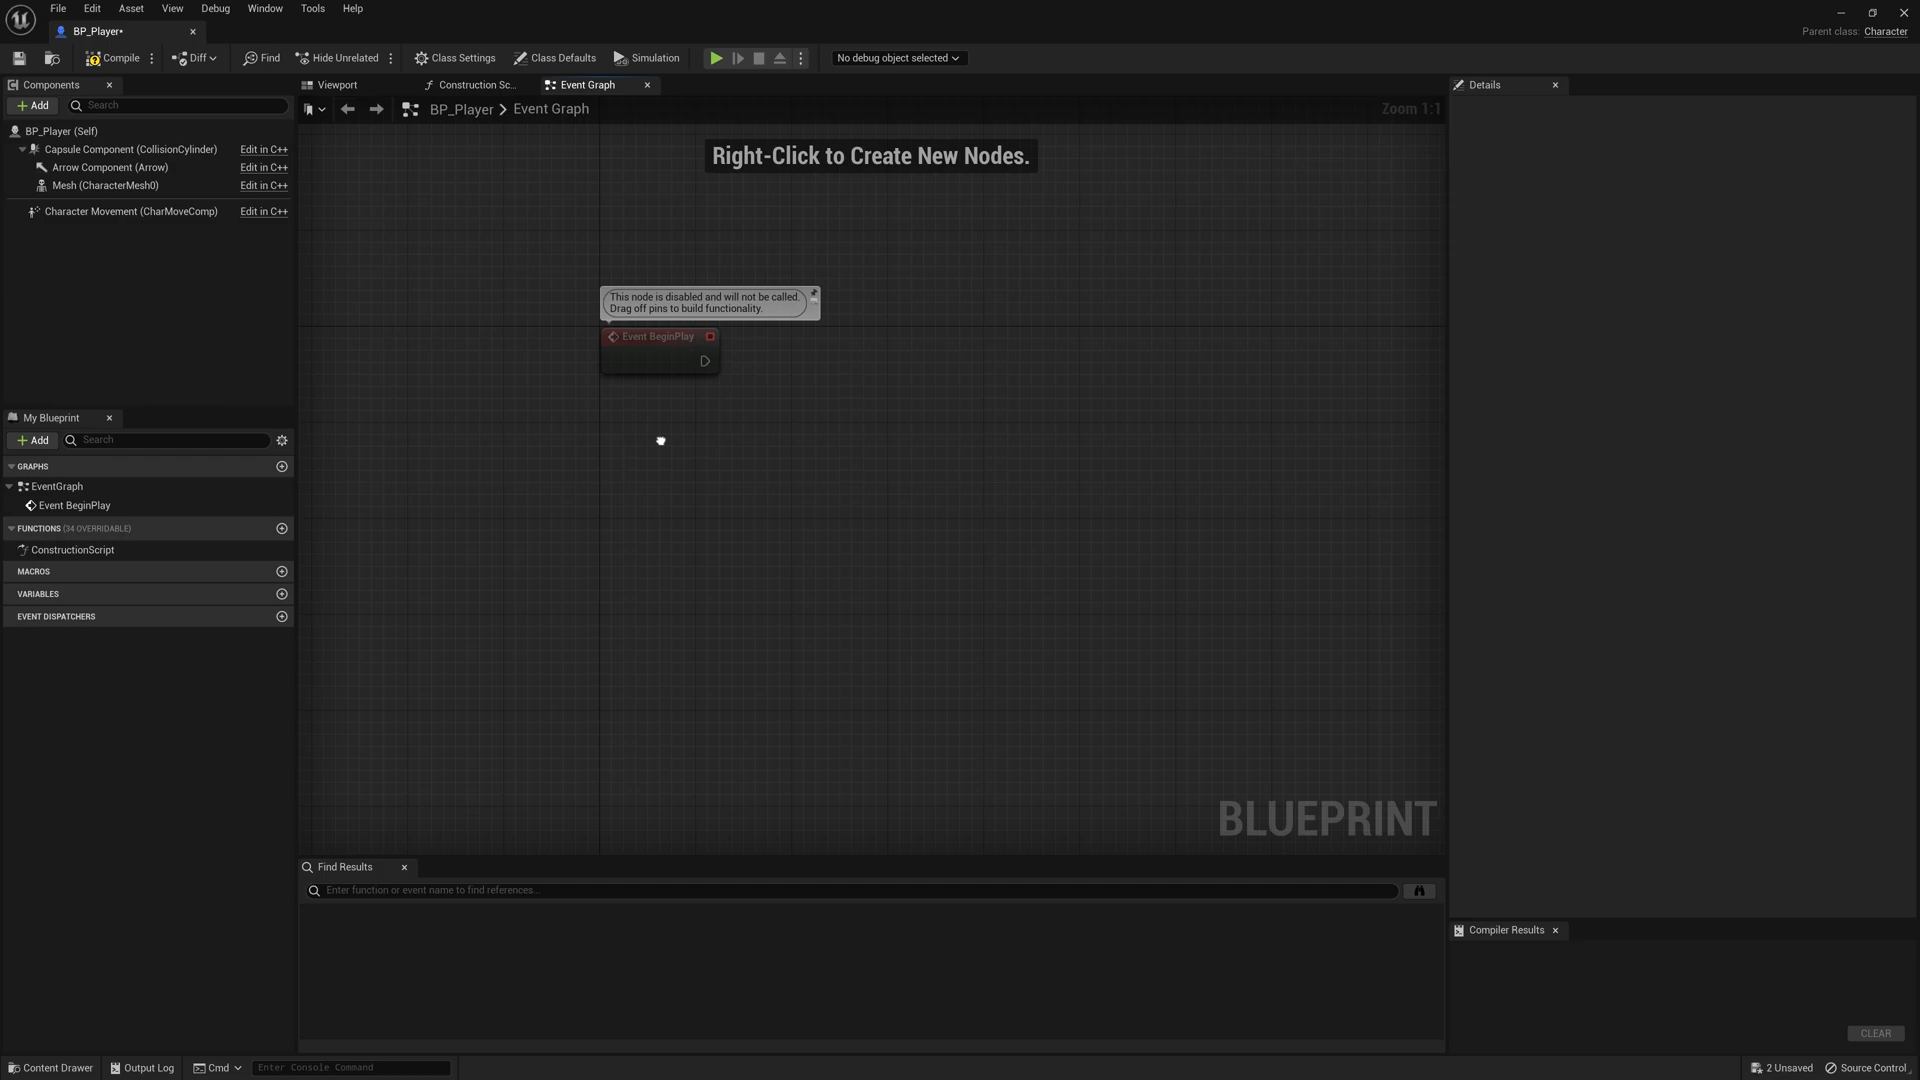 File Edit Asset View Debug Window Tools Help
BP_Player•
Parent class: Character
Compile Diff Find Hide Unrelated Class Settings Class Defaults Simulation No debug object selected
Components
Viewport Construction Sc... Event Graph
Details
Add Search
BP_Player > Event Graph
Zoom 1:1
BP_Player (Self)
Capsule Component (CollisionCylinder) Edit in C++
Arrow Component (Arrow) Edit in C++
Mesh (CharacterMesh0) Edit in C++
Character Movement (CharMoveComp) Edit in C++
Right-Click to Create New Nodes.
This node is disabled and will not be called.
Drag off pins to build functionality.
Event BeginPlay
My Blueprint
Add Search
GRAPHS
EventGraph
Event BeginPlay
FUNCTIONS (34 OVERRIDABLE)
ConstructionScript
MACROS
VARIABLES
EVENT DISPATCHERS
BLUEPRINT
Find Results
Enter function or event name to find references...
Compiler Results
CLEAR
Content Drawer Output Log Cmd Enter Console Command
2 Unsaved Source Control